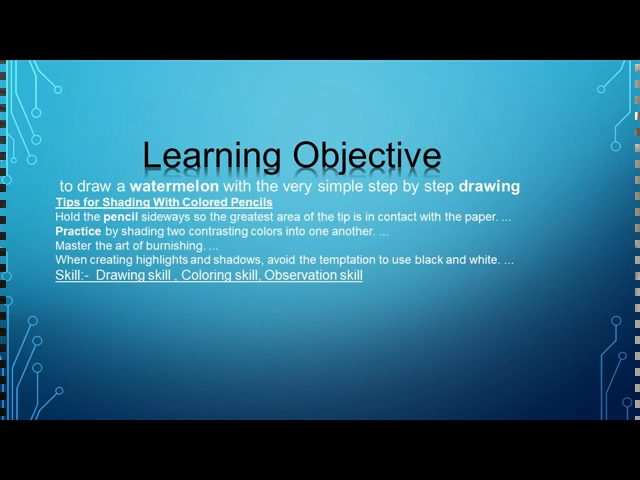 Learning Objective
to draw a watermelon with the very simple step by step drawing
Tips for Shading With Colored Pencils
Hold the pencil sideways so the greatest area of the tip is in contact with the paper. ...
Practice by shading two contrasting colors into one another. ...
Master the art of burnishing. ...
When creating highlights and shadows, avoid the temptation to use black and white. ...
Skill:- Drawing skill , Coloring skill, Observation skill